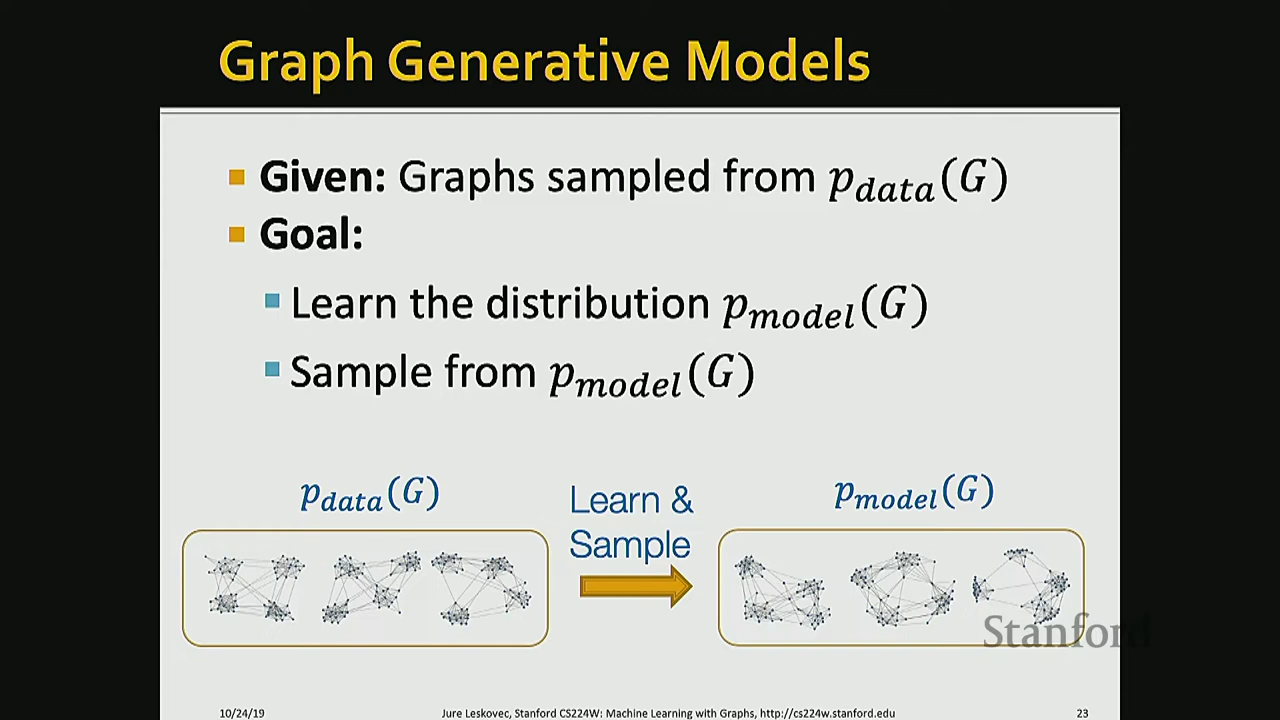 Graph Generative Models
Given: Graphs sampled from p_data(G)
Goal:
Learn the distribution p_model(G)
Sample from p_model(G)
p_data(G)
Learn &
Sample
p_model(G)
Stanford
10/24/19
Jure Leskovec, Stanford CS224W: Machine Learning with Graphs, http://cs224w.stanford.edu
23